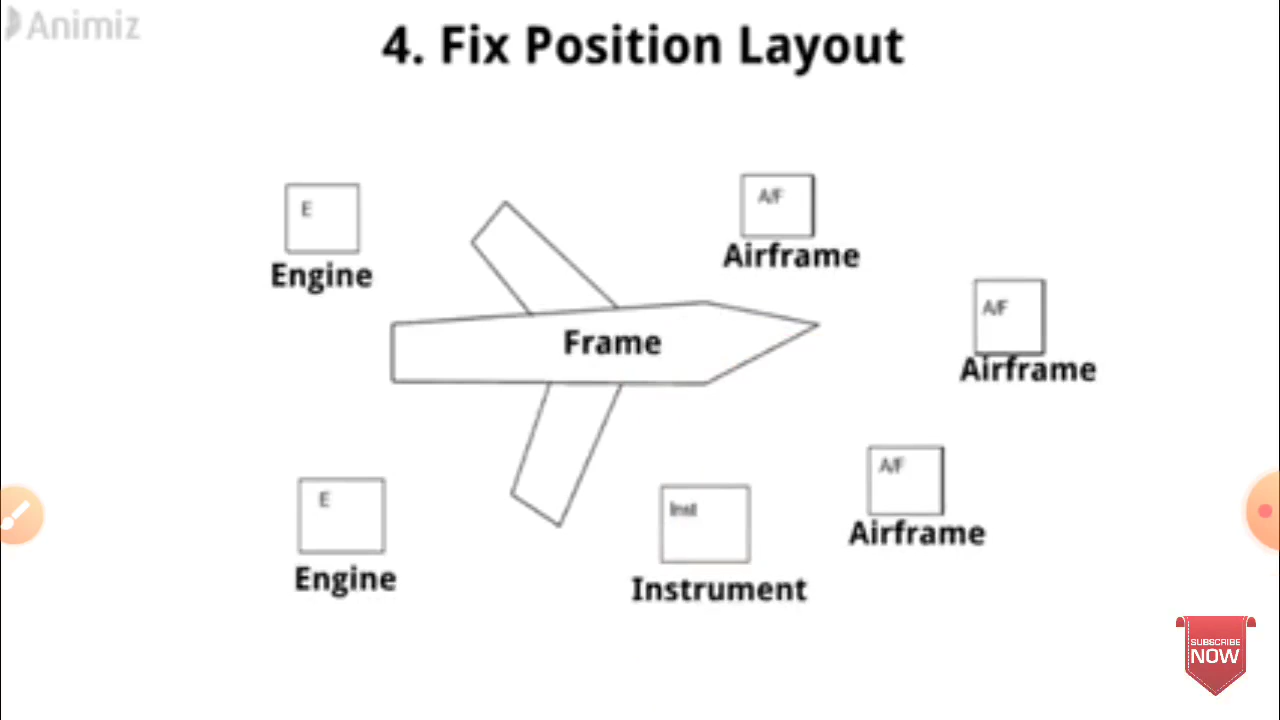 Animiz
4. Fix Position Layout
E
Engine
A/F
Airframe
A/F
Airframe
Frame
E
Engine
Inst
Instrument
A/F
Airframe
SUBSCRIBE
NOW